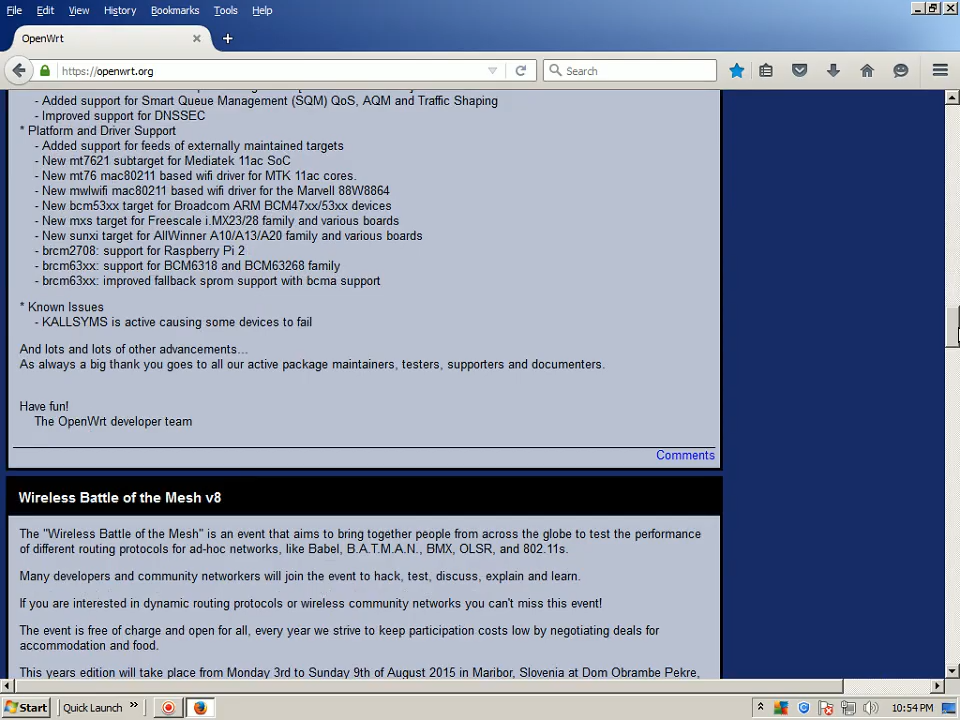 File Edit View History Bookmarks Tools Help
OpenWrt
https://openwrt.org
Search
- Added support for Smart Queue Management (SQM) QoS, AQM and Traffic Shaping
- Improved support for DNSSEC
* Platform and Driver Support
- Added support for feeds of externally maintained targets
- New mt7621 subtarget for Mediatek 11ac SoC
- New mt76 mac80211 based wifi driver for MTK 11ac cores.
- New mwlwifi mac80211 based wifi driver for the Marvell 88W8864
- New bcm53xx target for Broadcom ARM BCM47xx/53xx devices
- New mxs target for Freescale i.MX23/28 family and various boards
- New sunxi target for AllWinner A10/A13/A20 family and various boards
- brcm2708: support for Raspberry Pi 2
- brcm63xx: support for BCM6318 and BCM63268 family
- brcm63xx: improved fallback sprom support with bcma support
* Known Issues
- KALLSYMS is active causing some devices to fail
And lots and lots of other advancements...
As always a big thank you goes to all our active package maintainers, testers, supporters and documenters.
Have fun!
The OpenWrt developer team
Comments
Wireless Battle of the Mesh v8
The "Wireless Battle of the Mesh" is an event that aims to bring together people from across the globe to test the performance
of different routing protocols for ad-hoc networks, like Babel, B.A.T.M.A.N., BMX, OLSR, and 802.11s.
Many developers and community networkers will join the event to hack, test, discuss, explain and learn.
If you are interested in dynamic routing protocols or wireless community networks you can't miss this event!
The event is free of charge and open for all, every year we strive to keep participation costs low by negotiating deals for
accommodation and food.
This years edition will take place from Monday 3rd to Sunday 9th of August 2015 in Maribor, Slovenia at Dom Obrambe Pekre,
Start Quick Launch 10:54 PM